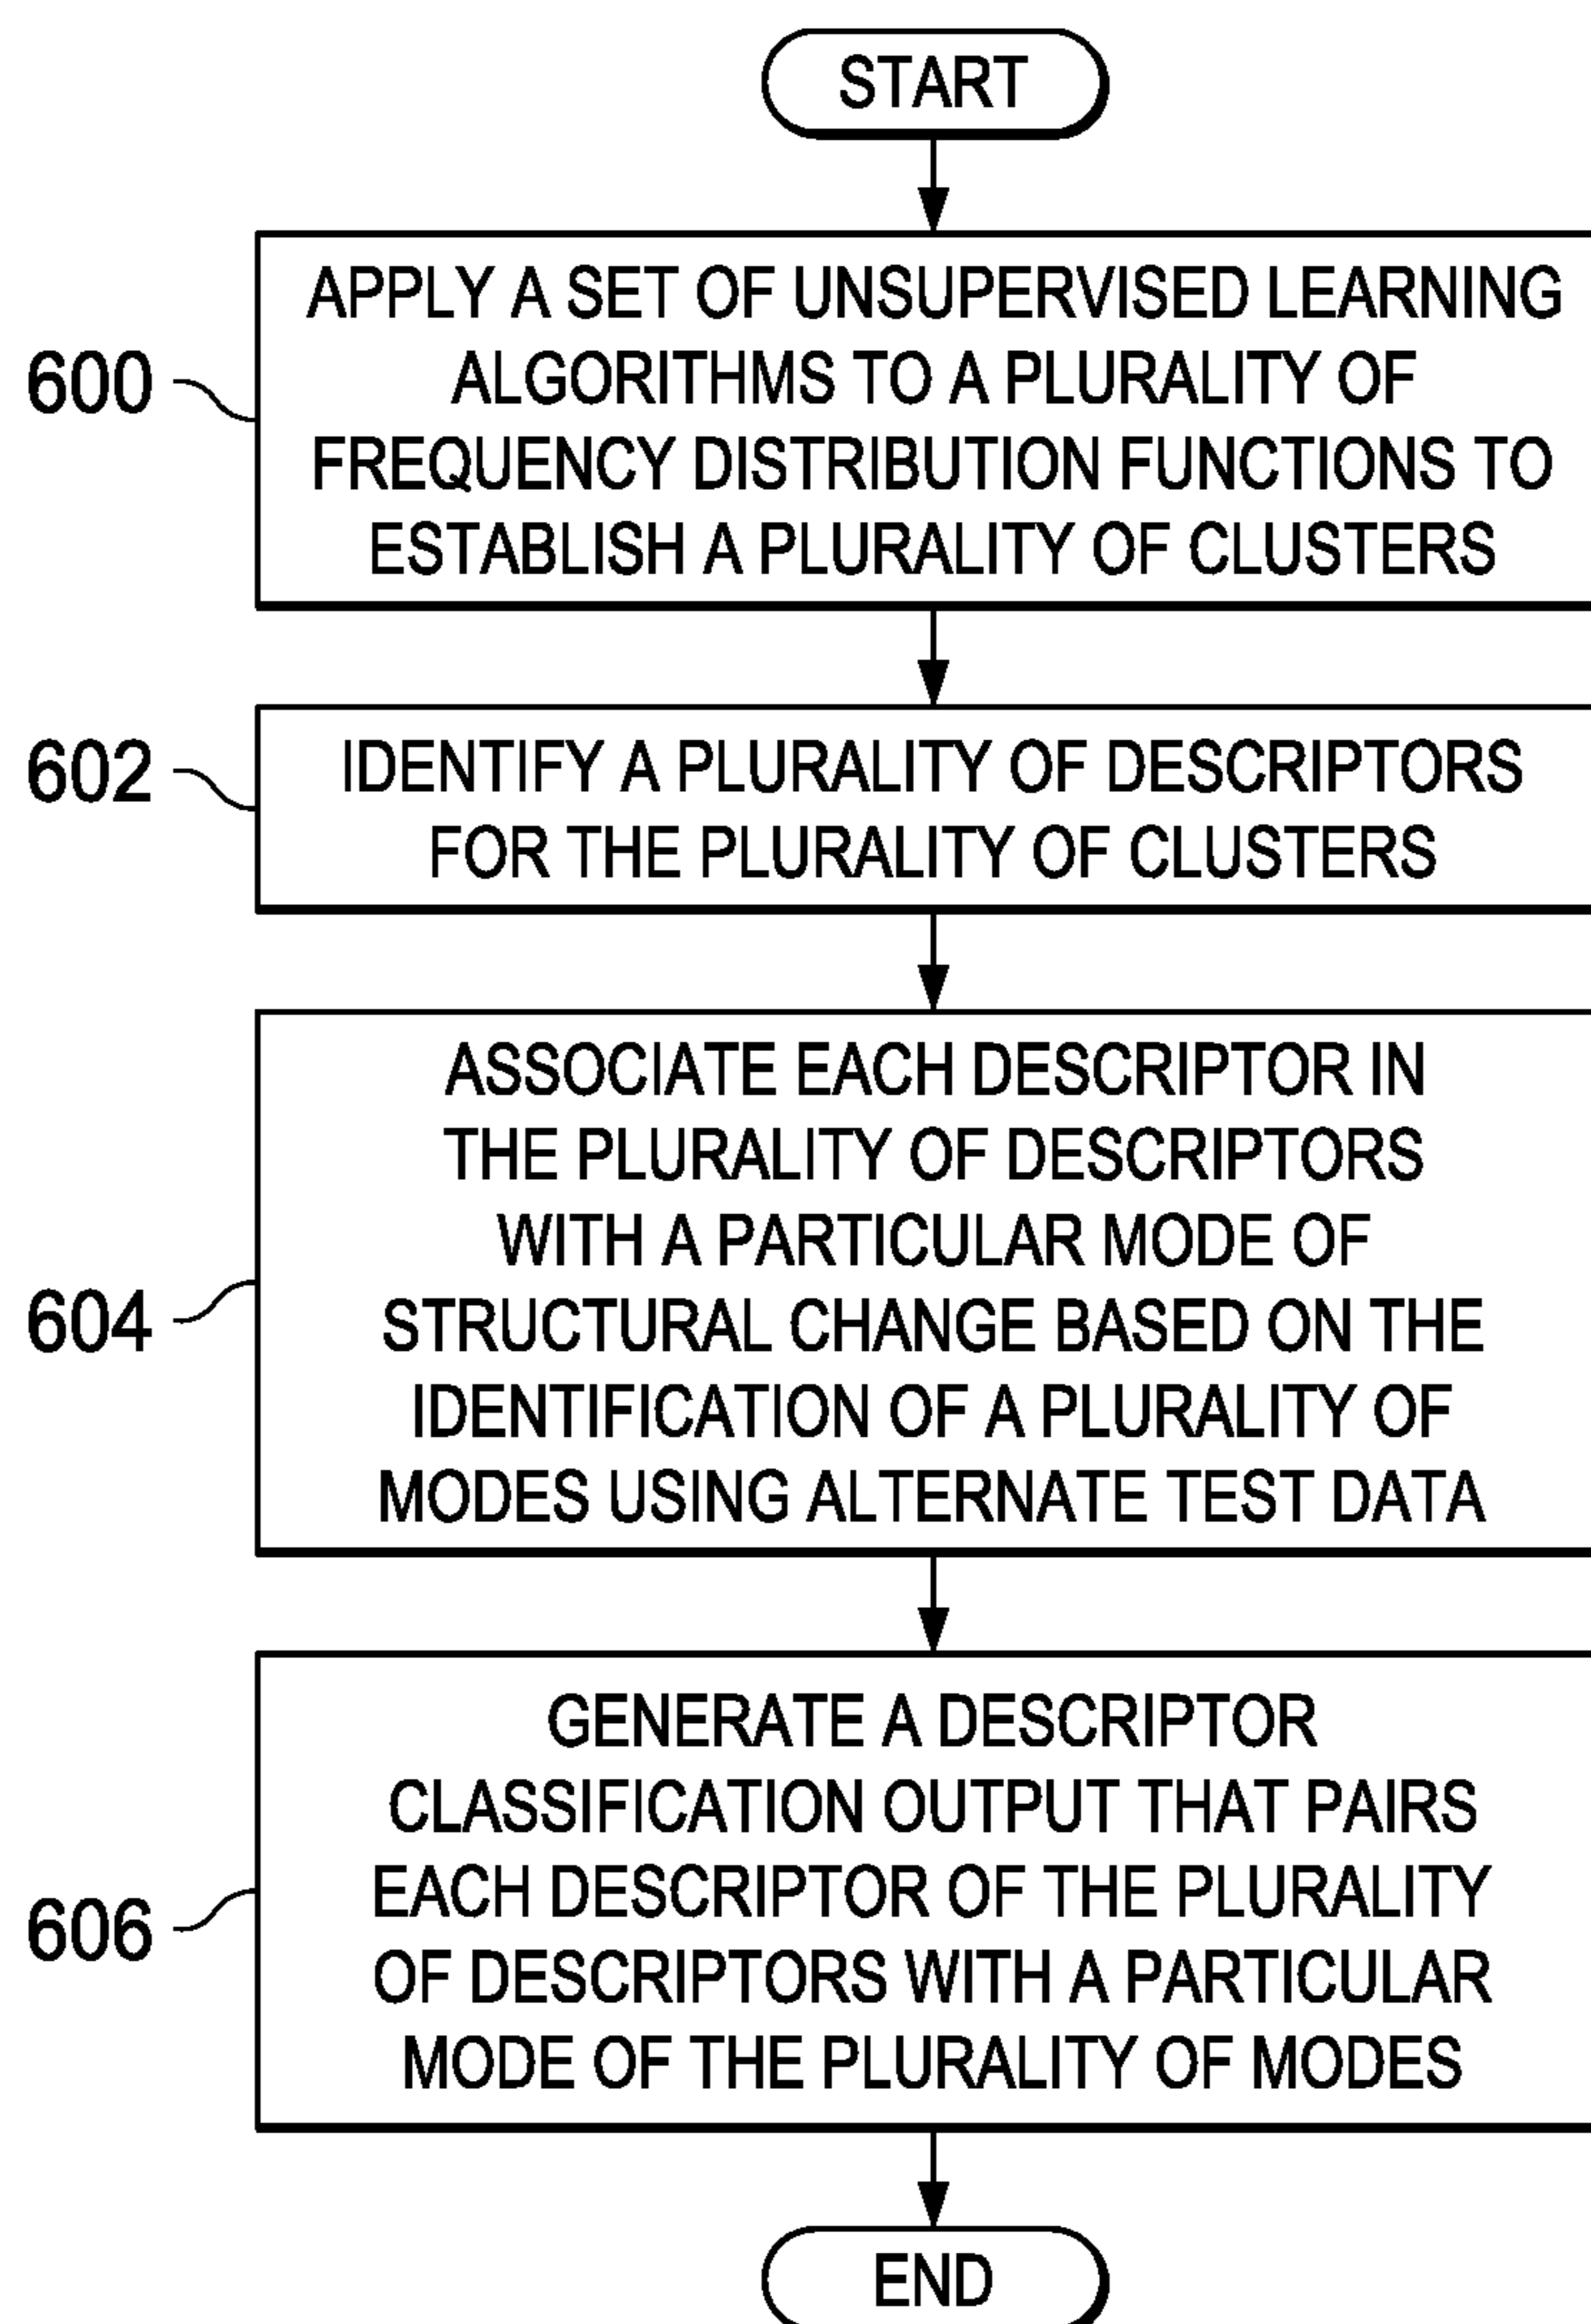 START
600
APPLY A SET OF UNSUPERVISED LEARNING
ALGORITHMS TO A PLURALITY OF
FREQUENCY DISTRIBUTION FUNCTIONS TO
ESTABLISH A PLURALITY OF CLUSTERS
602
IDENTIFY A PLURALITY OF DESCRIPTORS
FOR THE PLURALITY OF CLUSTERS
604
ASSOCIATE EACH DESCRIPTOR IN
THE PLURALITY OF DESCRIPTORS
WITH A PARTICULAR MODE OF
STRUCTURAL CHANGE BASED ON THE
IDENTIFICATION OF A PLURALITY OF
MODES USING ALTERNATE TEST DATA
606
GENERATE A DESCRIPTOR
CLASSIFICATION OUTPUT THAT PAIRS
EACH DESCRIPTOR OF THE PLURALITY
OF DESCRIPTORS WITH A PARTICULAR
MODE OF THE PLURALITY OF MODES
END